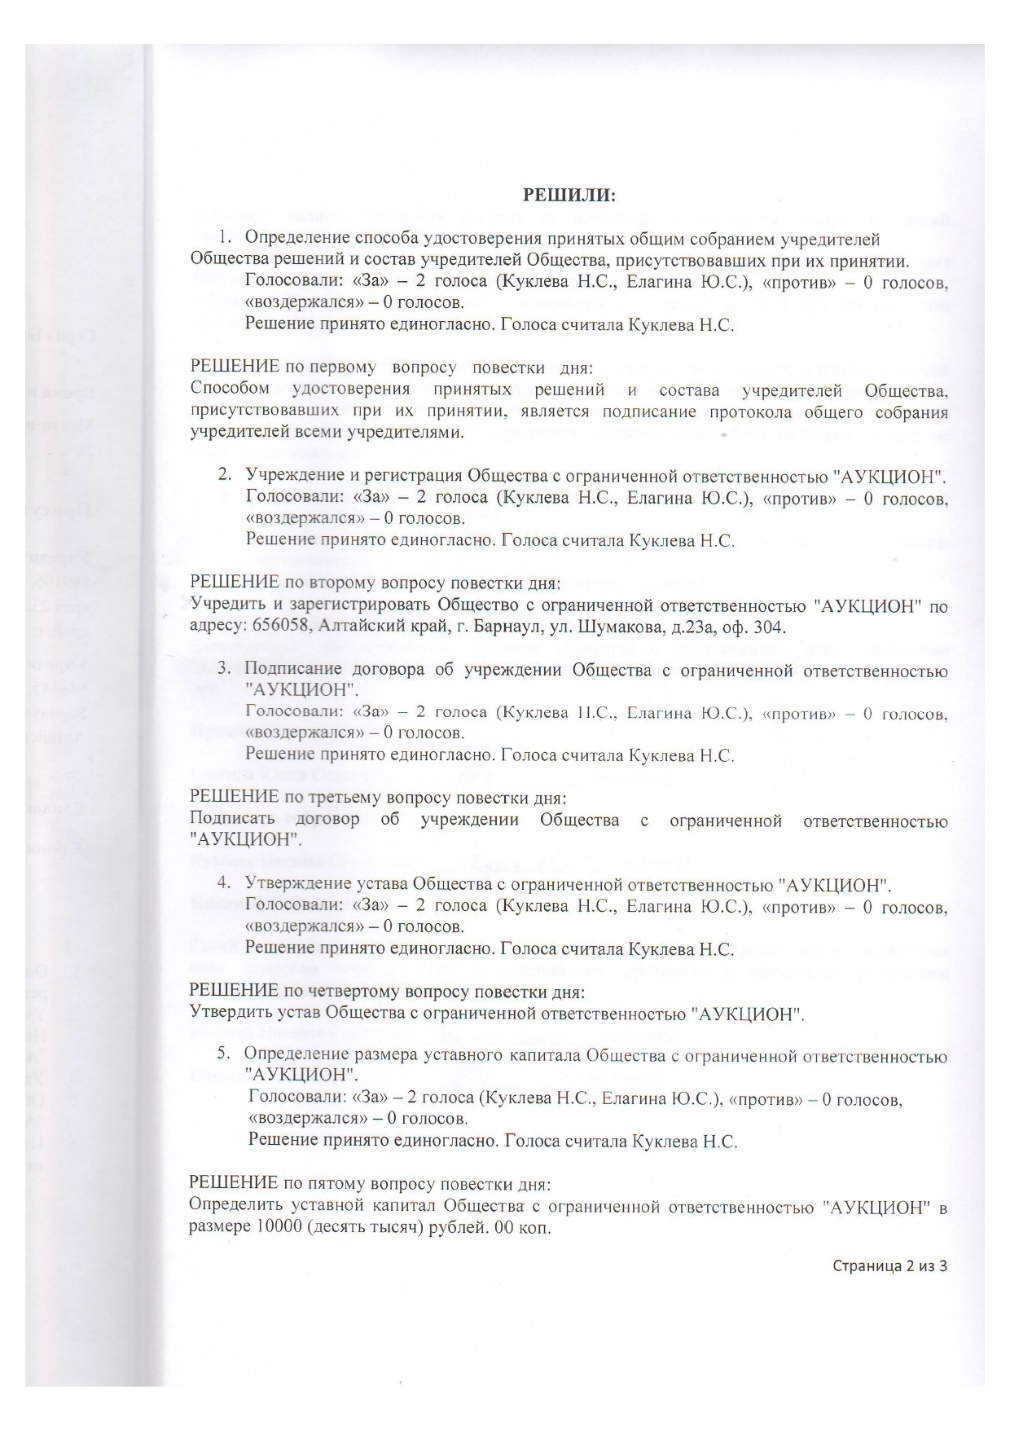 РЕШИЛИ:
1. Определение способа удостоверения принятых общим собранием учредителей
Общества решений и состав учредителей Общества, присутствовавших при их принятии.
Голосовали: «За» – 2 голоса (Куклева Н.С., Елагина Ю.С.), «против» – 0 голосов,
«воздержался» – 0 голосов.
Решение принято единогласно. Голоса считала Куклева Н.С.
РЕШЕНИЕ по первому вопросу повестки дня:
Способом удостоверения принятых решений и состава учредителей Общества,
присутствовавших при их принятии, является подписание протокола общего собрания
учредителей всеми учредителями.
2. Учреждение и регистрация Общества с ограниченной ответственностью "АУКЦИОН".
Голосовали: «За» – 2 голоса (Куклева Н.С., Елагина Ю.С.), «против» – 0 голосов,
«воздержался» – 0 голосов.
Решение принято единогласно. Голоса считала Куклева Н.С.
РЕШЕНИЕ по второму вопросу повестки дня:
Учредить и зарегистрировать Общество с ограниченной ответственностью "АУКЦИОН" по
адресу: 656058, Алтайский край, г. Барнаул, ул. Шумакова, д.23а, оф. 304.
3. Подписание договора об учреждении Общества с ограниченной ответственностью
"АУКЦИОН".
Голосовали: «За» – 2 голоса (Куклева Н.С., Елагина Ю.С.), «против» – 0 голосов,
«воздержался» – 0 голосов.
Решение принято единогласно. Голоса считала Куклева Н.С.
РЕШЕНИЕ по третьему вопросу повестки дня:
Подписать договор об учреждении Общества с ограниченной ответственностью
"АУКЦИОН".
4. Утверждение устава Общества с ограниченной ответственностью "АУКЦИОН".
Голосовали: «За» – 2 голоса (Куклева Н.С., Елагина Ю.С.), «против» – 0 голосов,
«воздержался» – 0 голосов.
Решение принято единогласно. Голоса считала Куклева Н.С.
РЕШЕНИЕ по четвертому вопросу повестки дня:
Утвердить устав Общества с ограниченной ответственностью "АУКЦИОН".
5. Определение размера уставного капитала Общества с ограниченной ответственностью
"АУКЦИОН".
Голосовали: «За» – 2 голоса (Куклева Н.С., Елагина Ю.С.), «против» – 0 голосов,
«воздержался» – 0 голосов.
Решение принято единогласно. Голоса считала Куклева Н.С.
РЕШЕНИЕ по пятому вопросу повестки дня:
Определить уставной капитал Общества с ограниченной ответственностью "АУКЦИОН" в
размере 10000 (десять тысяч) рублей. 00 коп.
Страница 2 из 3